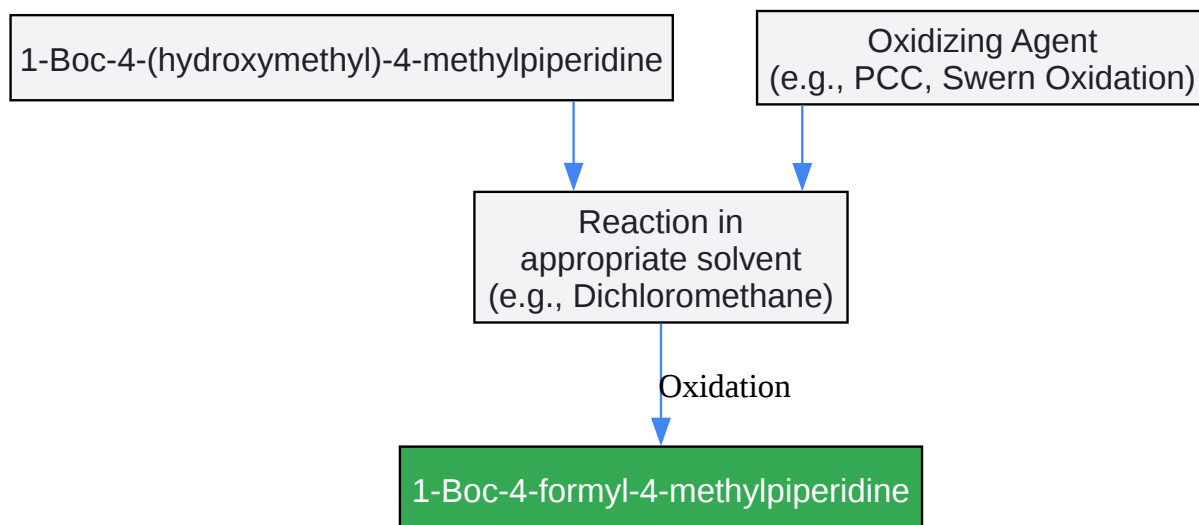 1-Boc-4-(hydroxymethyl)-4-methylpiperidine
Oxidizing Agent
(e.g., PCC, Swern Oxidation)
Reaction in
appropriate solvent
(e.g., Dichloromethane)
Oxidation
1-Boc-4-formyl-4-methylpiperidine